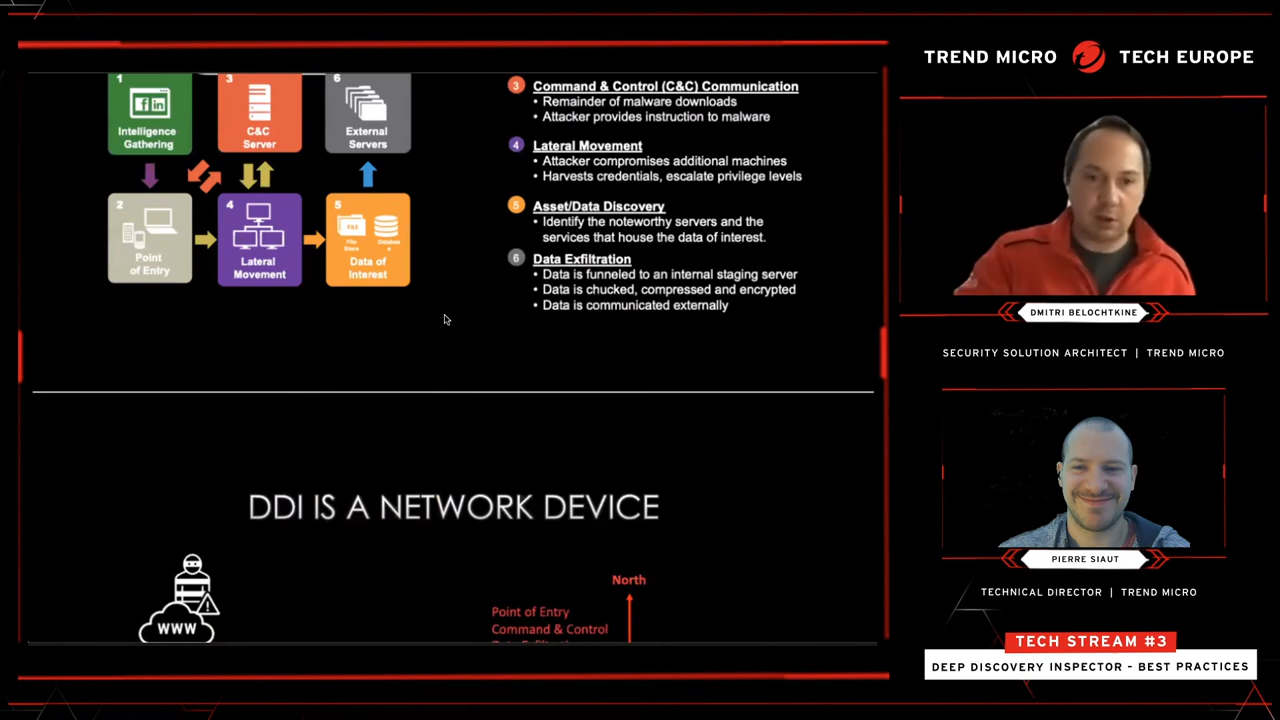 TREND MICRO TECH EUROPE
1
3
6
Intelligence
Gathering
C&C
Server
External
Servers
2
4
5
Point
of Entry
Lateral
Movement
FILE
File
Store
Databas
e
Data of
Interest
3 Command & Control (C&C) Communication
• Remainder of malware downloads
• Attacker provides instruction to malware
4 Lateral Movement
• Attacker compromises additional machines
• Harvests credentials, escalate privilege levels
5 Asset/Data Discovery
• Identify the noteworthy servers and the
services that house the data of interest.
6 Data Exfiltration
• Data is funneled to an internal staging server
• Data is chucked, compressed and encrypted
• Data is communicated externally
DDI IS A NETWORK DEVICE
WWW
North
Point of Entry
Command & Control
DMITRI BELOCHTKINE
SECURITY SOLUTION ARCHITECT | TREND MICRO
PIERRE SIAUT
TECHNICAL DIRECTOR | TREND MICRO
TECH STREAM #3
DEEP DISCOVERY INSPECTOR - BEST PRACTICES